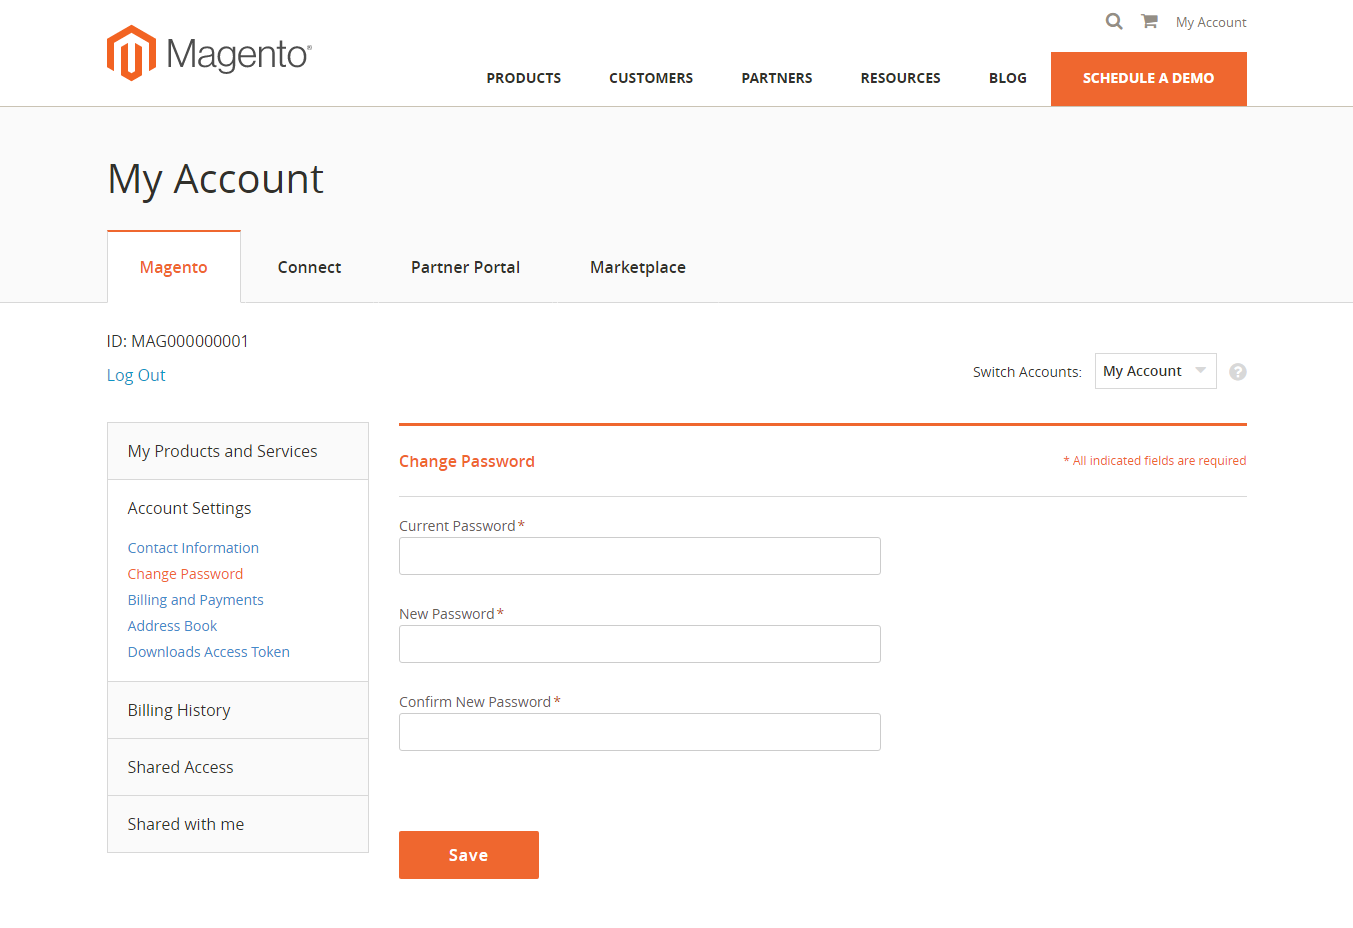 My Account
Magento®
PRODUCTS CUSTOMERS PARTNERS RESOURCES BLOG SCHEDULE A DEMO
My Account
Magento Connect Partner Portal Marketplace
ID: MAG000000001
Log Out
Switch Accounts: My Account ?
My Products and Services
Account Settings
Contact Information
Change Password
Billing and Payments
Address Book
Downloads Access Token
Billing History
Shared Access
Shared with me
Change Password * All indicated fields are required
Current Password *
New Password *
Confirm New Password *
Save